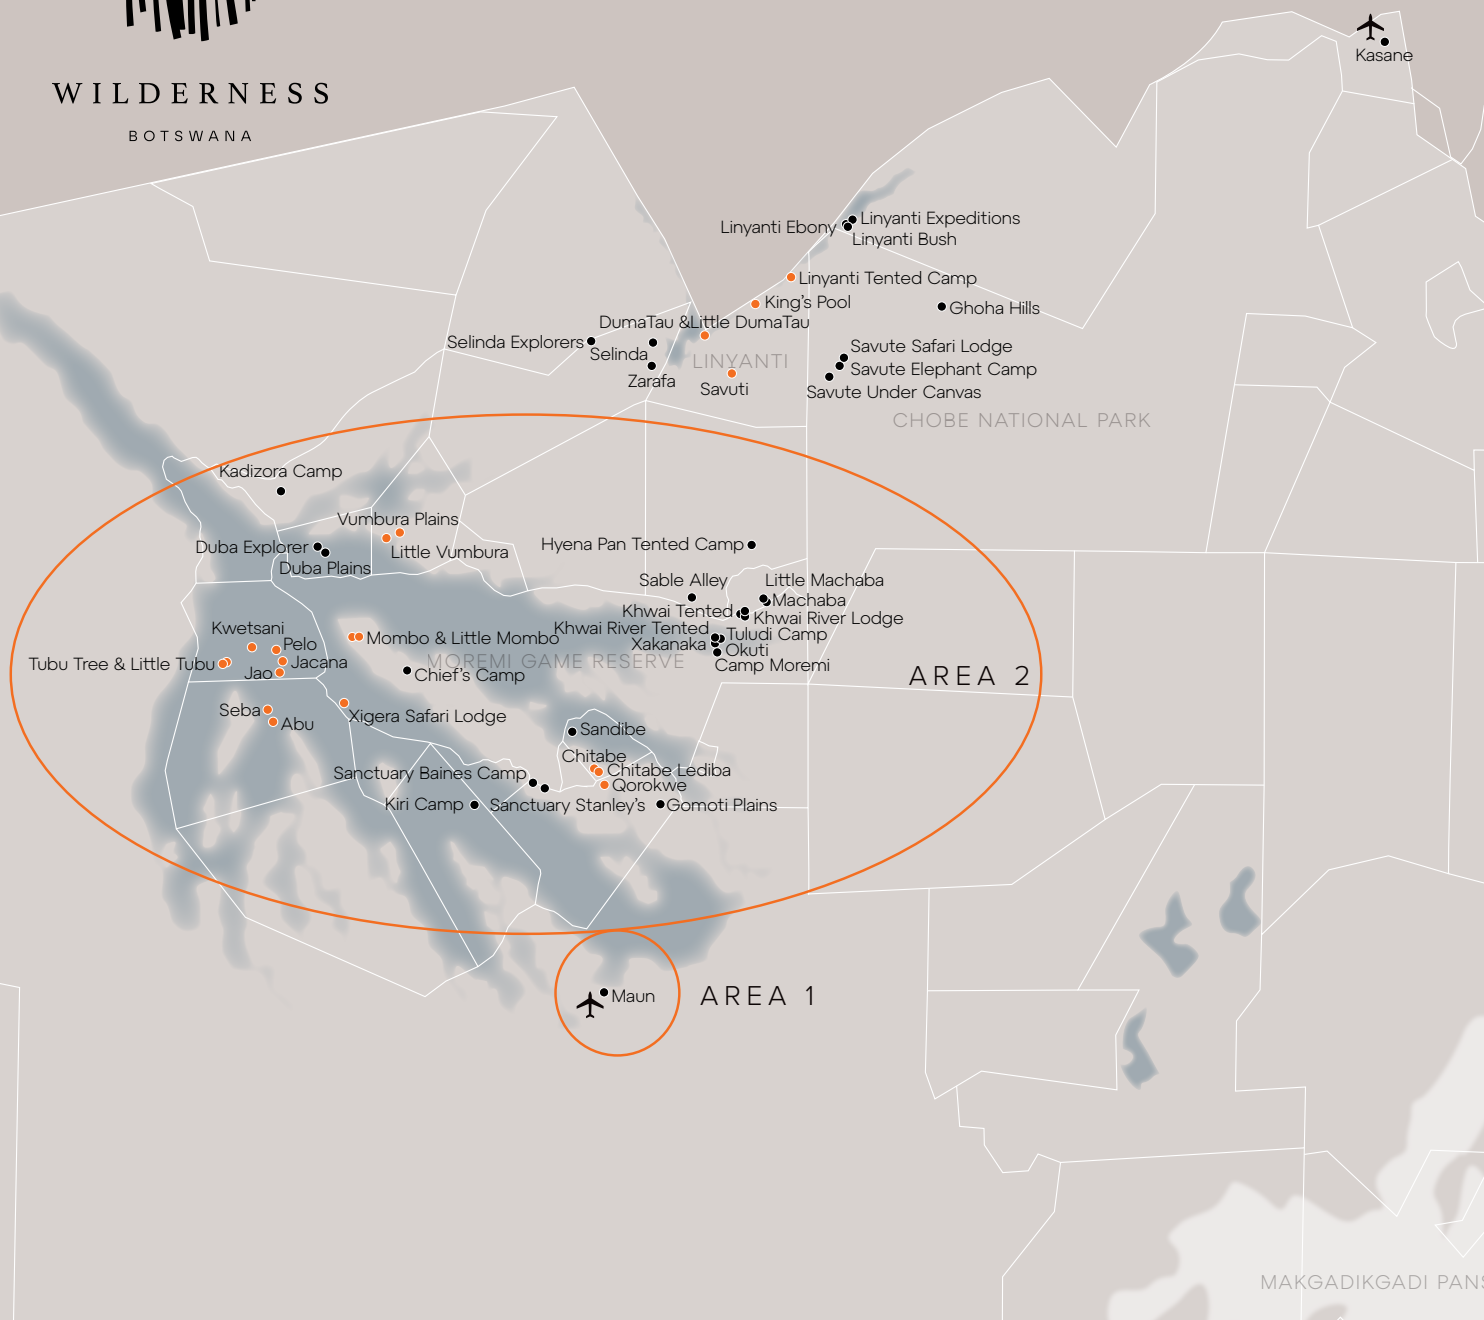 WILDERNESS
BOTSWANA
Kasane
Linyanti Expeditions
Linyanti Ebony
Linyanti Bush
Linyanti Tented Camp
King's Pool
Ghoha Hills
DumaTau &Little DumaTau
Selinda Explorers
Selinda
Savute Safari Lodge
LINYANTI
Savute Elephant Camp
Zarafa
Savuti
Savute Under Canvas
CHOBE NATIONAL PARK
Kadizora Camp
Vumbura Plains
Duba Explorer
Little Vumbura
Hyena Pan Tented Camp
Duba Plains
Sable Alley
Little Machaba
Machaba
Khwai Tented
Khwai River Lodge
Kwetsani
Khwai River Tented
Tuludi Camp
Pelo
Mombo & Little Mombo
Xakanaka
Okuti
Tubu Tree & Little Tubu
Jacana
MOREMI GAME RESERVE
Camp Moremi
Jao
Chief's Camp
AREA 2
Seba
Abu
Xigera Safari Lodge
Sandibe
Chitabe
Sanctuary Baines Camp
Chitabe Lediba
Qorokwe
Kiri Camp
Sanctuary Stanley's
Gomoti Plains
Maun
AREA 1
MAKGADIKGADI PANS